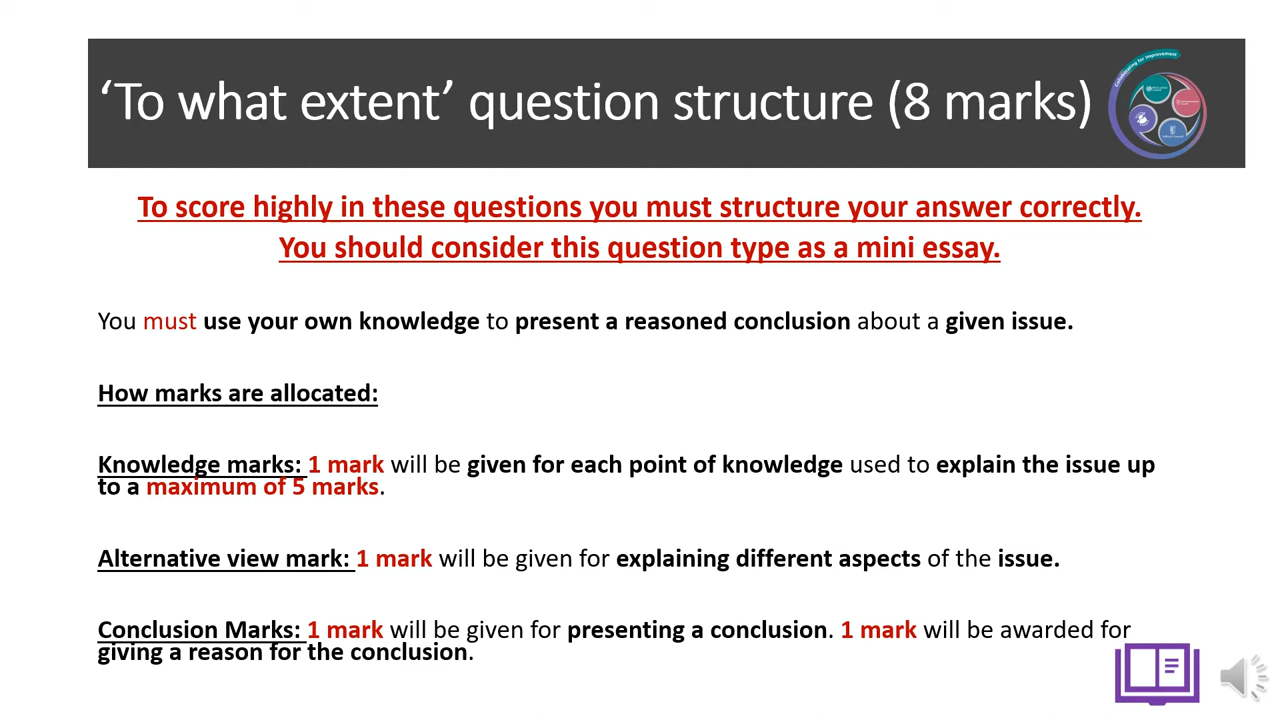 ‘To what extent’ question structure (8 marks)
Collaborating for Improvement
To score highly in these questions you must structure your answer correctly.
You should consider this question type as a mini essay.
You must use your own knowledge to present a reasoned conclusion about a given issue.
How marks are allocated:
Knowledge marks: 1 mark will be given for each point of knowledge used to explain the issue up
to a maximum of 5 marks.
Alternative view mark: 1 mark will be given for explaining different aspects of the issue.
Conclusion Marks: 1 mark will be given for presenting a conclusion. 1 mark will be awarded for
giving a reason for the conclusion.